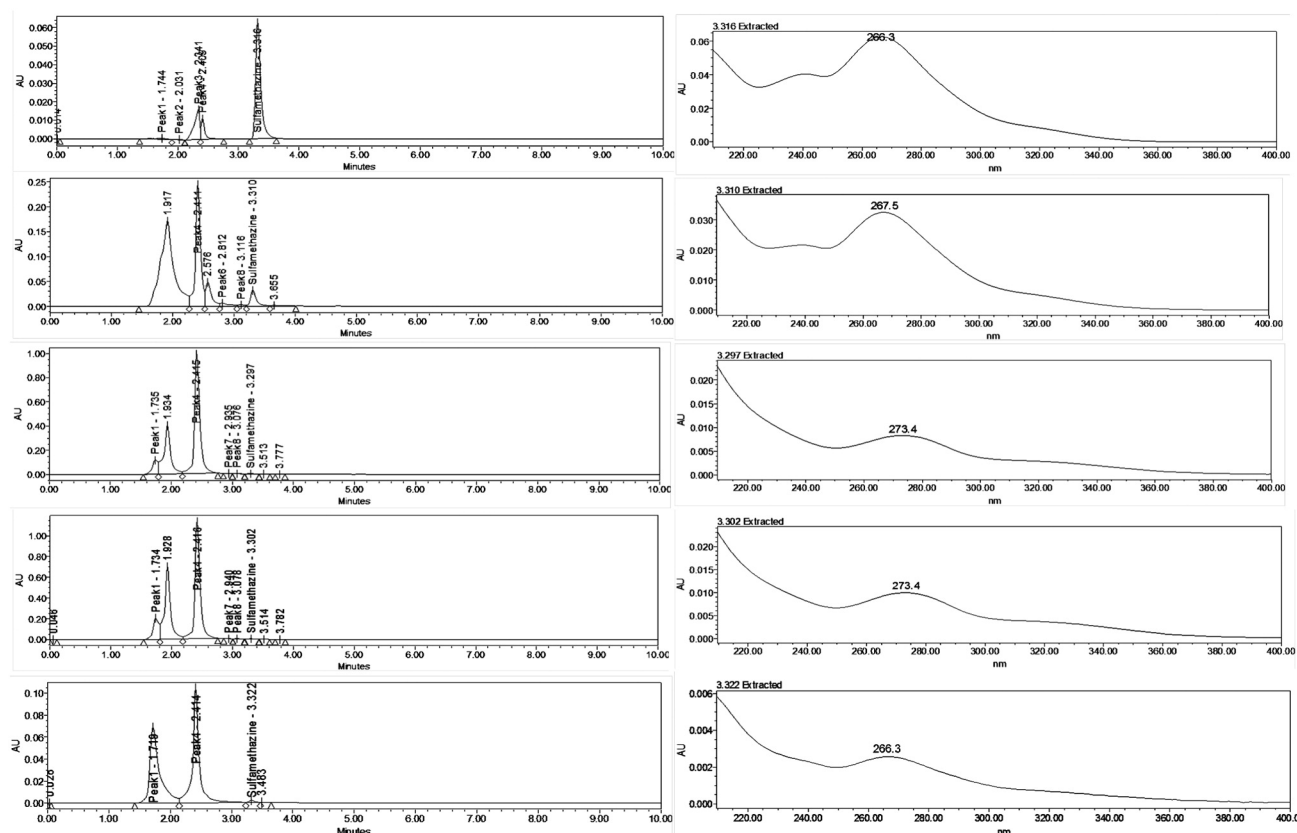 AU
0.060
0.050
0.040
0.030
0.020
0.010
0.000
0.014
Peak1 - 1.744
Peak2 - 2.031
Peak3 - 2.341
Peak4 - 2.409
Sulfamethazine - 3.316
0.00 1.00 2.00 3.00 4.00 5.00 6.00 7.00 8.00 9.00 10.00
Minutes
3.316 Extracted
266.3
AU
0.06
0.04
0.02
0.00
220.00 240.00 260.00 280.00 300.00 320.00 340.00 360.00 380.00 400.00
nm
AU
0.25
0.20
0.15
0.10
0.05
0.00
1.917
Peak4 - 2.411
2.576
Peak6 - 2.812
Peak8 - 3.116
Sulfamethazine - 3.310
3.655
0.00 1.00 2.00 3.00 4.00 5.00 6.00 7.00 8.00 9.00 10.00
Minutes
3.310 Extracted
267.5
AU
0.030
0.020
0.010
0.000
220.00 240.00 260.00 280.00 300.00 320.00 340.00 360.00 380.00 400.00
nm
AU
1.00
0.80
0.60
0.40
0.20
0.00
Peak1 - 1.735
1.934
Peak4 - 2.415
Peak7 - 2.935
Peak8 - 3.076
Sulfamethazine - 3.297
3.513
3.777
0.00 1.00 2.00 3.00 4.00 5.00 6.00 7.00 8.00 9.00 10.00
Minutes
3.297 Extracted
273.4
AU
0.020
0.015
0.010
0.005
0.000
220.00 240.00 260.00 280.00 300.00 320.00 340.00 360.00 380.00 400.00
nm
AU
1.00
0.80
0.60
0.40
0.20
0.00
0.046
Peak1 - 1.734
1.928
Peak4 - 2.416
Peak7 - 2.940
Peak8 - 3.078
Sulfamethazine - 3.302
3.514
3.782
0.00 1.00 2.00 3.00 4.00 5.00 6.00 7.00 8.00 9.00 10.00
Minutes
3.302 Extracted
273.4
AU
0.020
0.015
0.010
0.005
0.000
220.00 240.00 260.00 280.00 300.00 320.00 340.00 360.00 380.00 400.00
nm
AU
0.10
0.08
0.06
0.04
0.02
0.00
0.026
Peak1 - 1.719
Peak4 - 2.414
Sulfamethazine - 3.322
3.483
0.00 1.00 2.00 3.00 4.00 5.00 6.00 7.00 8.00 9.00 10.00
Minutes
3.322 Extracted
266.3
AU
0.006
0.004
0.002
0.000
220.00 240.00 260.00 280.00 300.00 320.00 340.00 360.00 380.00 400.00
nm